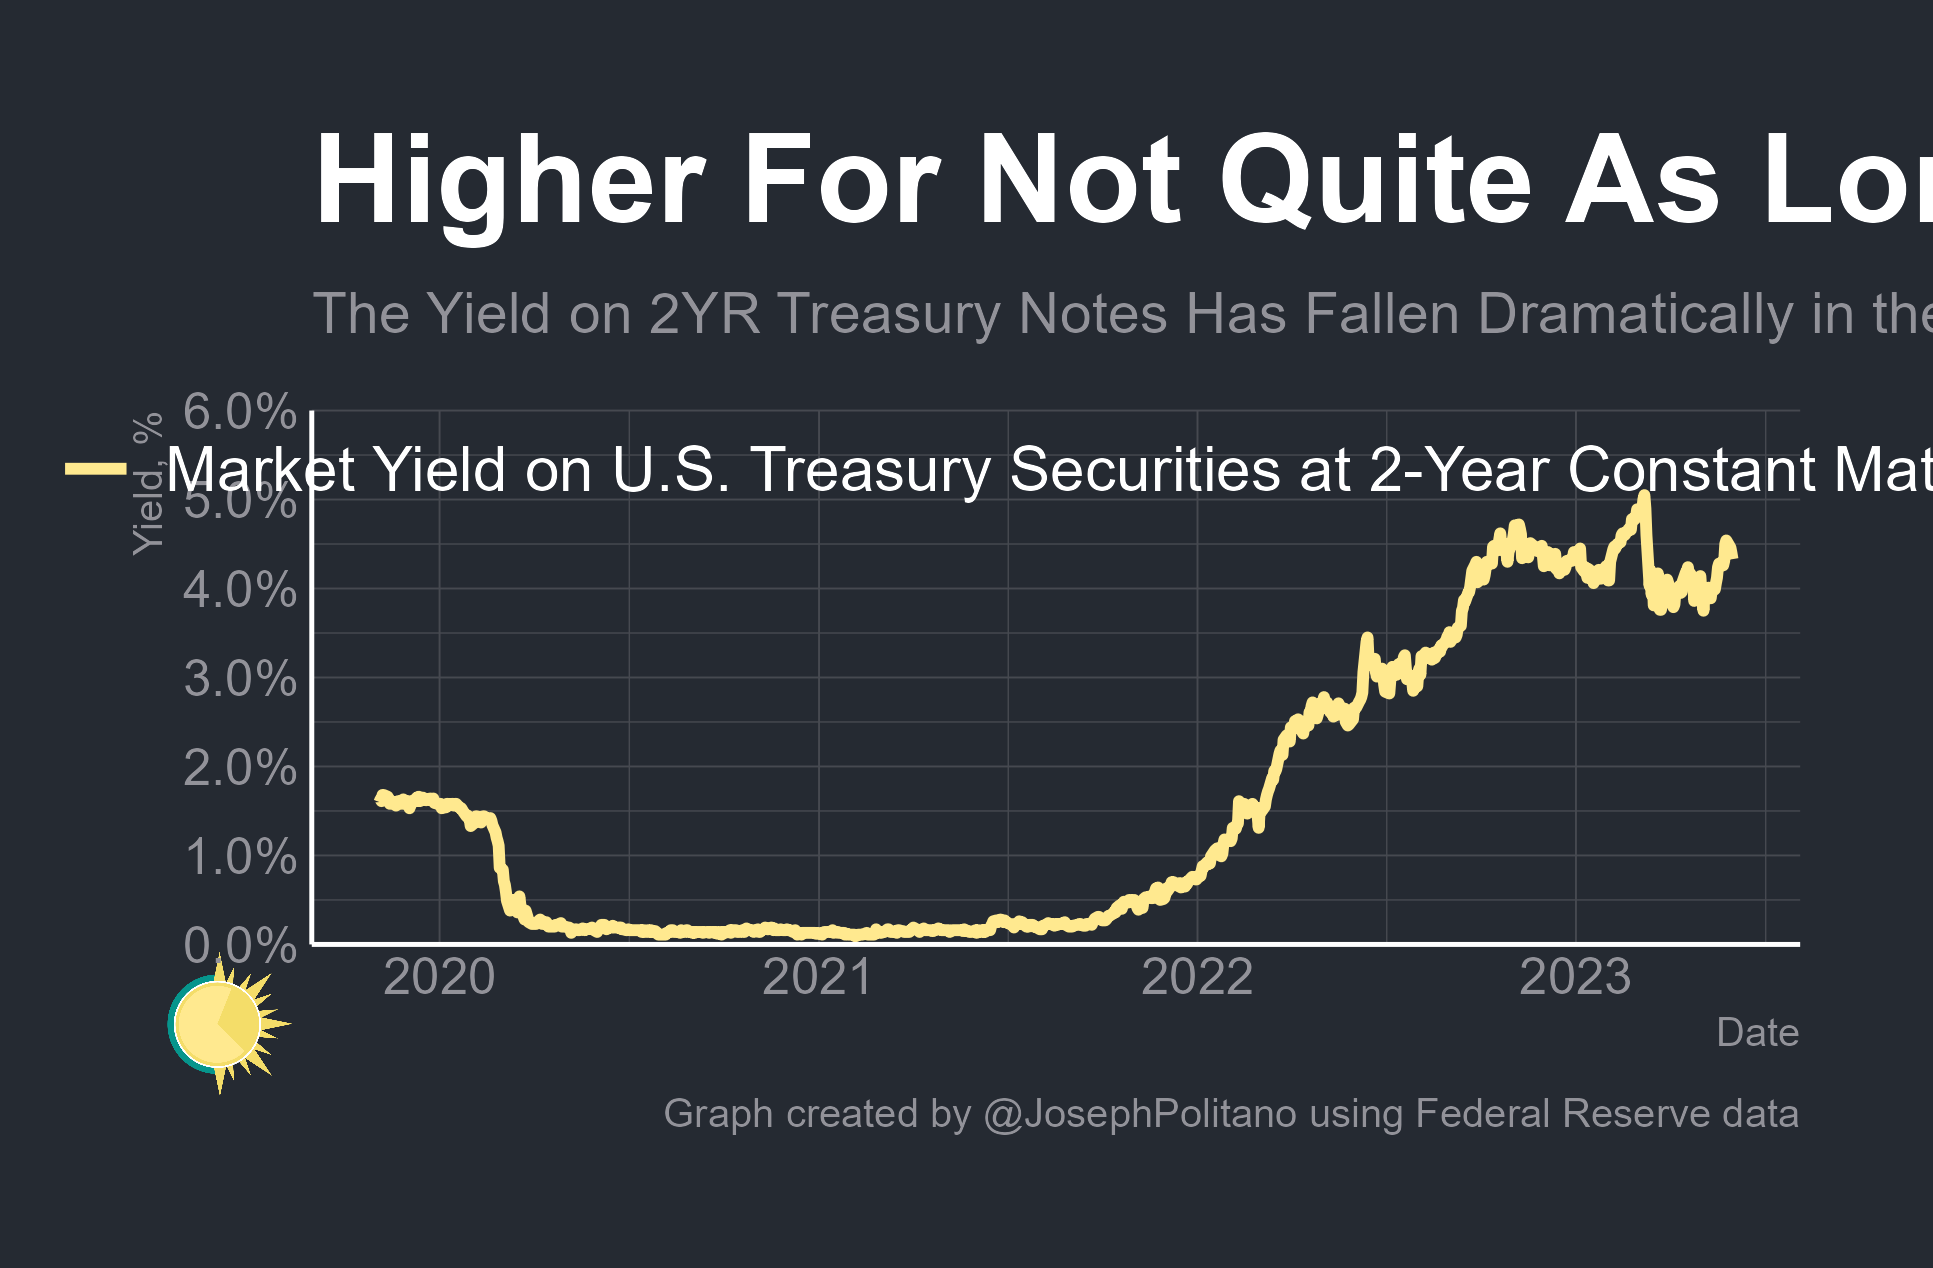 Higher For Not Quite As Lon
The Yield on 2YR Treasury Notes Has Fallen Dramatically in the
Yield, %
6.0%
Market Yield on U.S. Treasury Securities at 2-Year Constant Mat
5.0%
4.0%
3.0%
2.0%
1.0%
0.0%
2020 2021 2022 2023
Date
Graph created by @JosephPolitano using Federal Reserve data